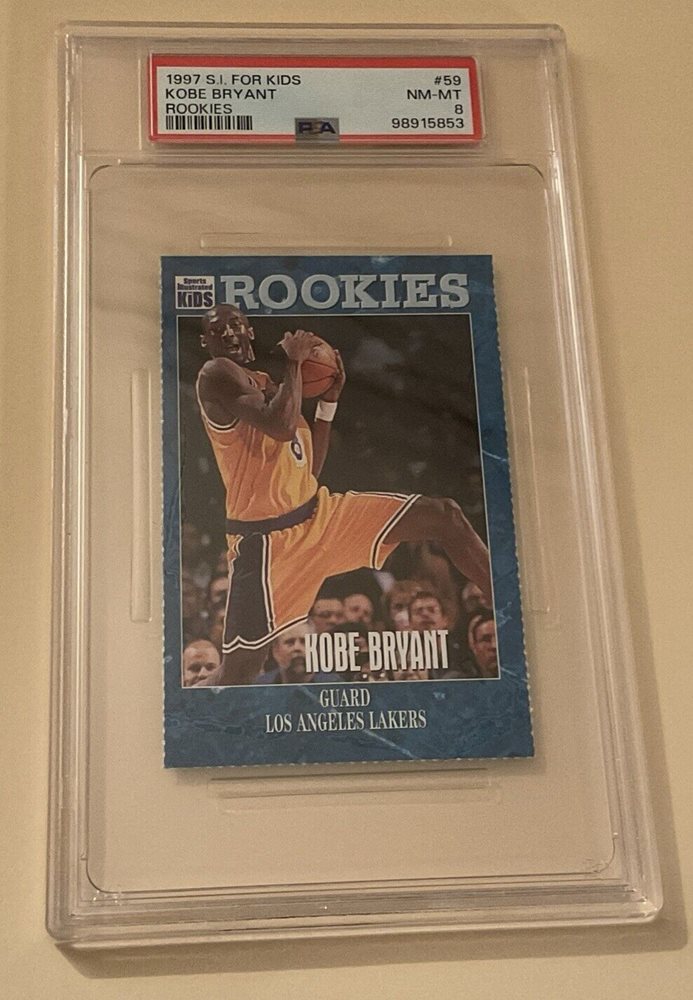 1997 S.I. FOR KIDS #59
KOBE BRYANT NM-MT
ROOKIES 8
PSA 98915853
Sports
Illustrated
KiDS
ROOKIES
KOBE BRYANT
GUARD
LOS ANGELES LAKERS